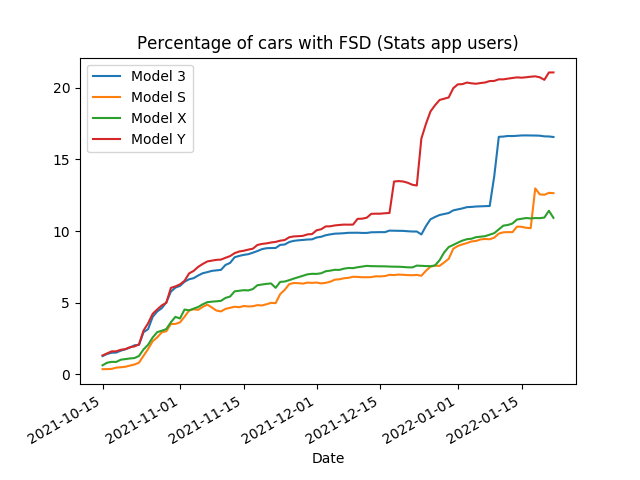 Percentage of cars with FSD (Stats app users)
Model 3
Model S
Model X
Model Y
20
15
10
5
0
2021-10-15
2021-11-01
2021-11-15
2021-12-01
2021-12-15
2022-01-01
2022-01-15
Date